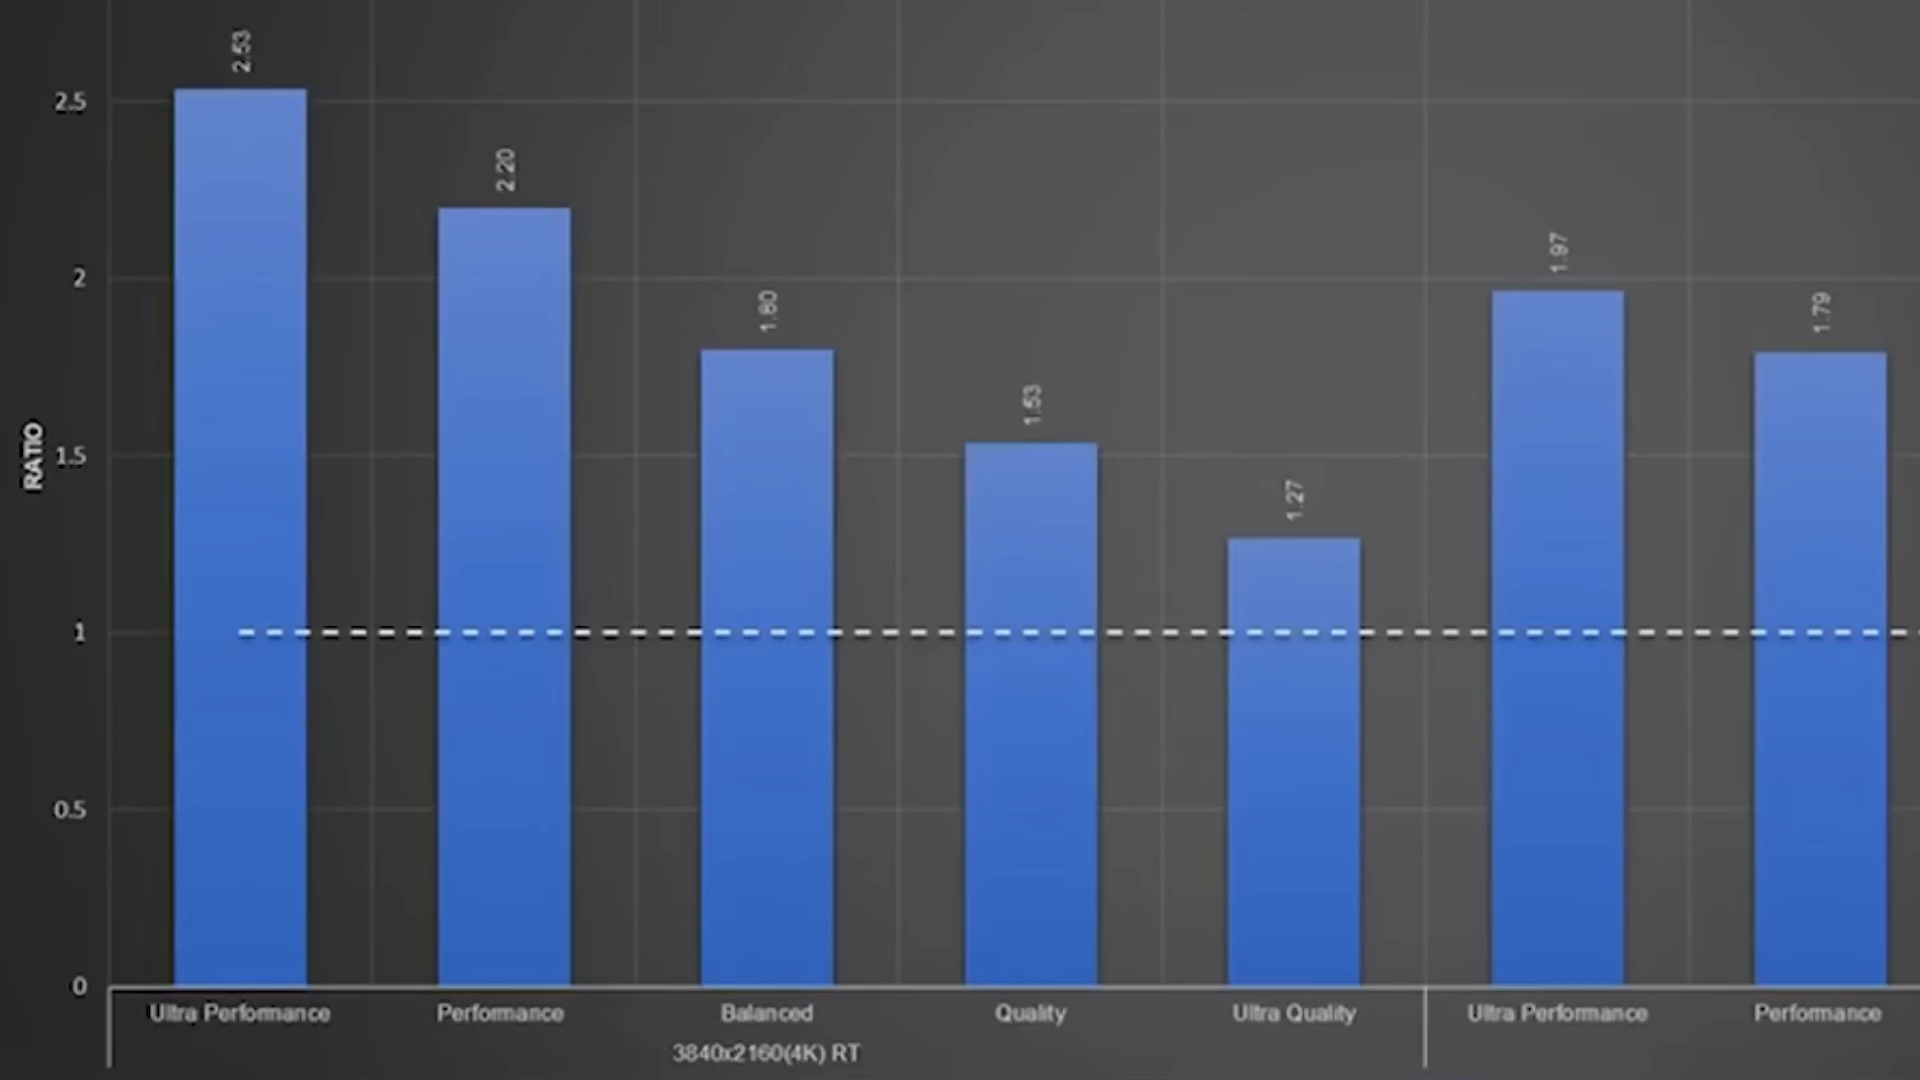 2.53
2.20
1.80
1.53
1.27
1.97
1.79
2.5
2
1.5
1
0.5
0
RATIO
Ultra Performance
Performance
Balanced
Quality
Ultra Quality
Ultra Performance
Performance
3840x2160(4K) RT